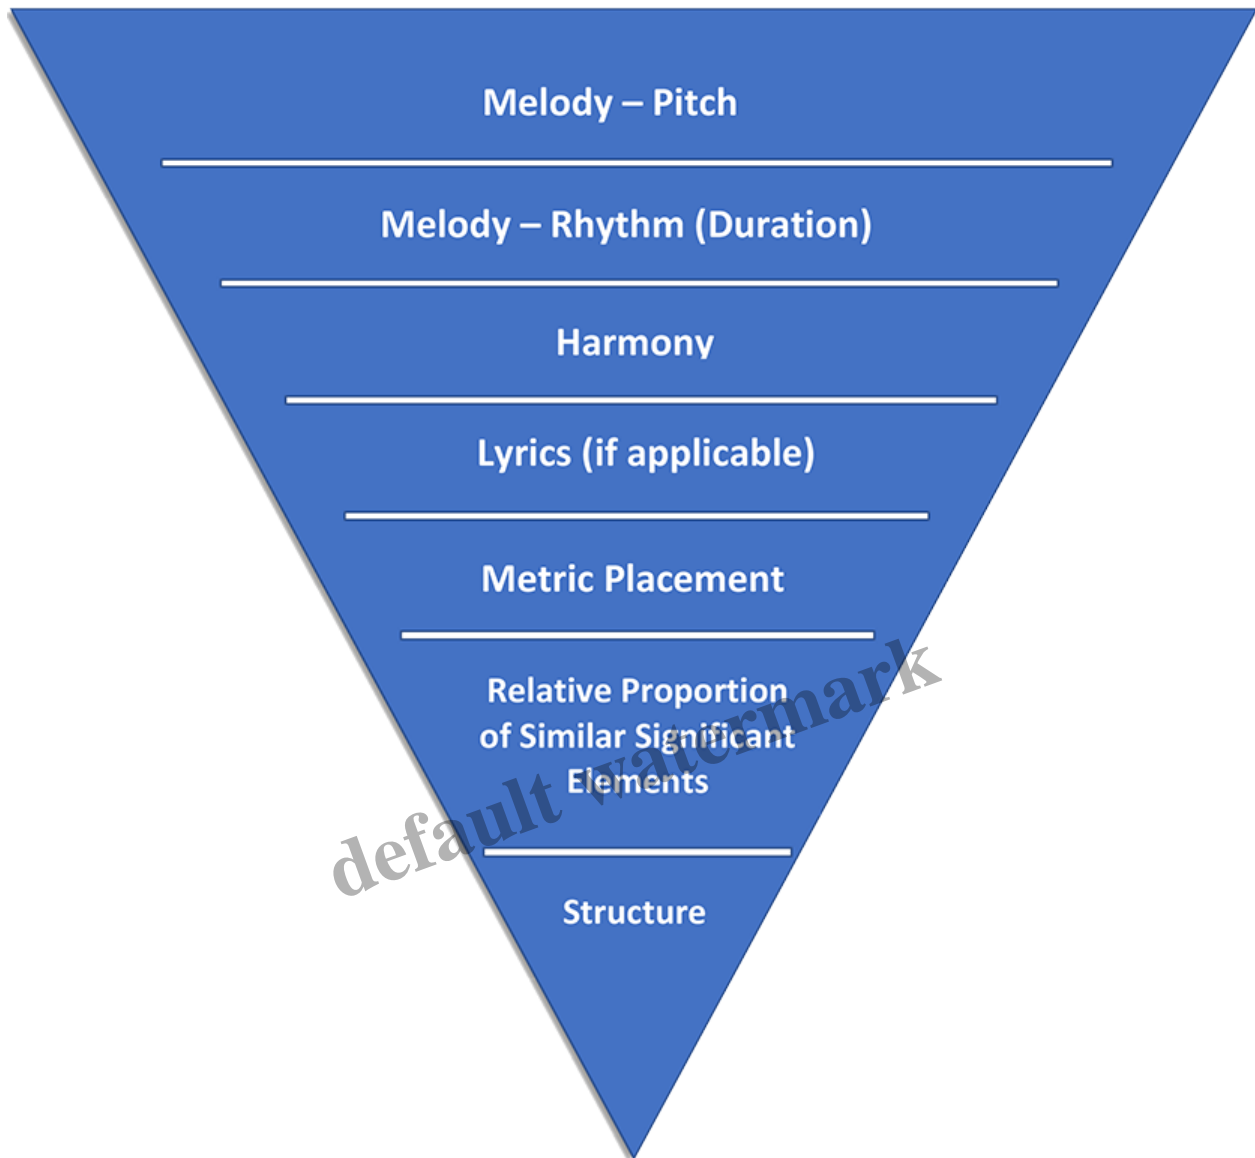 Melody – Pitch
Melody – Rhythm (Duration)
Harmony
Lyrics (if applicable)
Metric Placement
Relative Proportion
of Similar Significant
Elements
default watermark
Structure